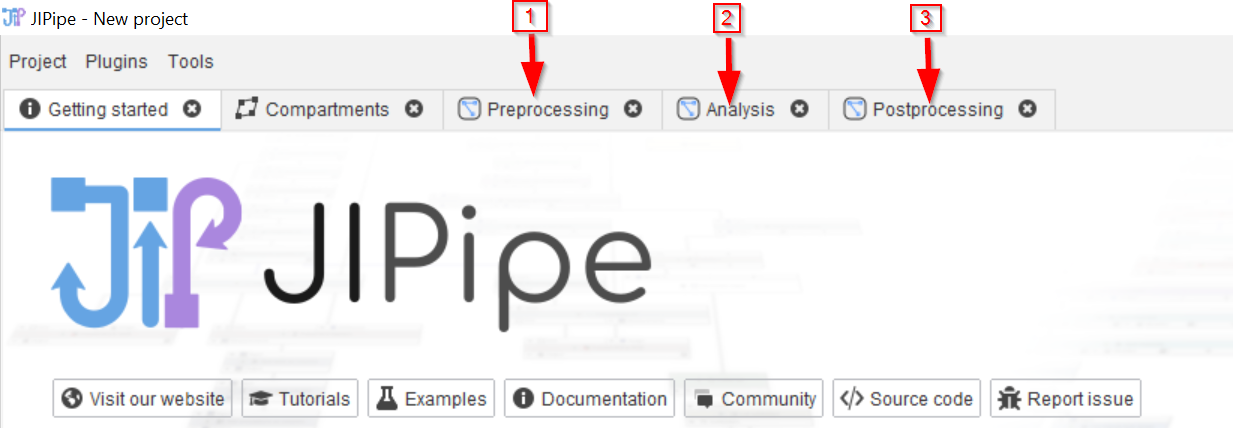 JIPipe - New project
1 2 3
Project Plugins Tools
Getting started Compartments Preprocessing Analysis Postprocessing
JIP JIPipe
Visit our website Tutorials Examples Documentation Community Source code Report issue